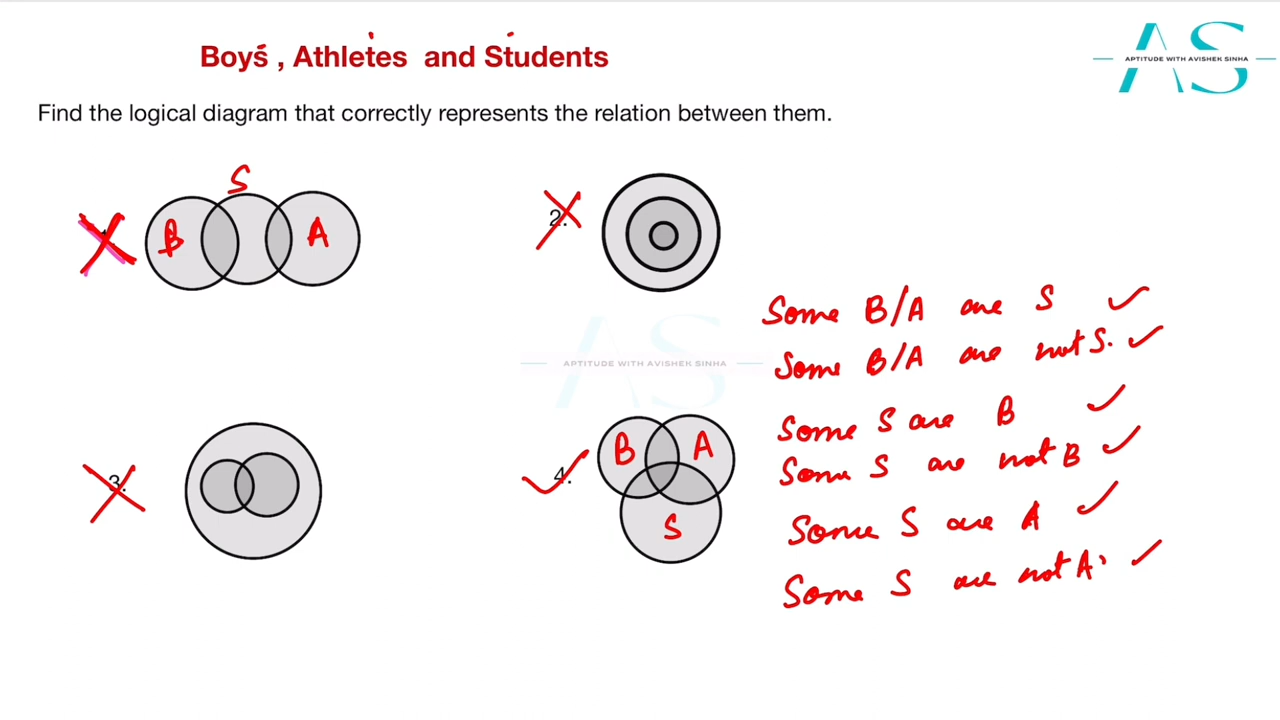 Boys , Athletes and Students
AS
APTITUDE WITH AVISHEK SINHA
Find the logical diagram that correctly represents the relation between them.
S
B
A
2.
Some B/A are S
Some B/A are not S.
AS
APTITUDE WITH AVISHEK SINHA
Some S are B
Some S are not B
3.
4.
B
A
S
Some S are A
Some S are not A.